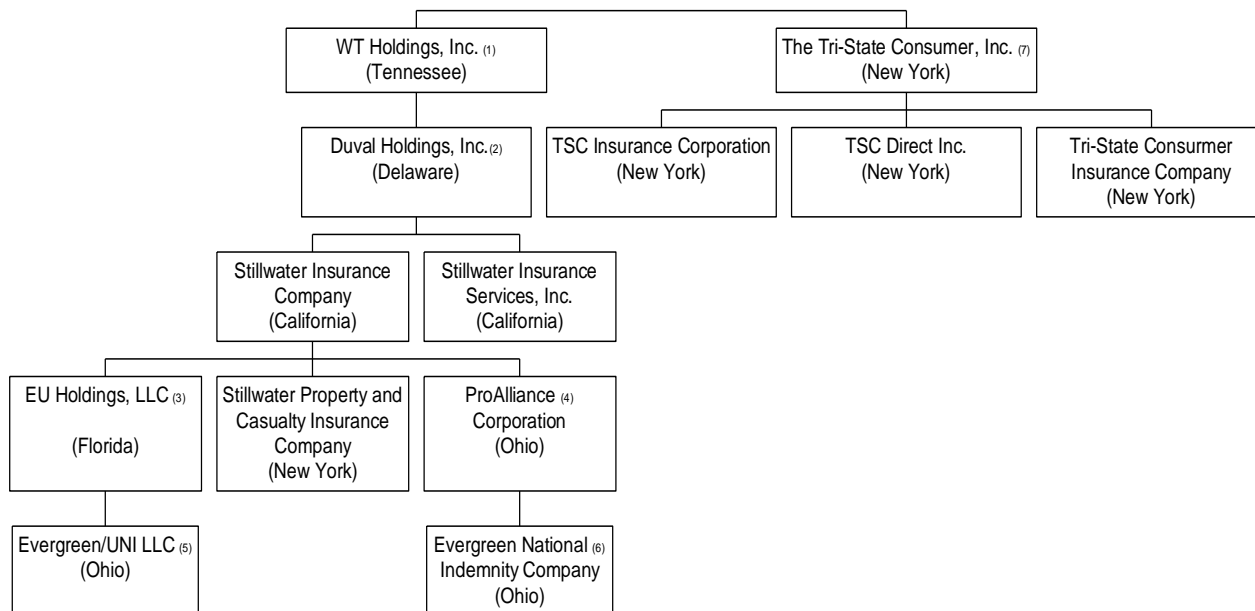 WT Holdings, Inc. (1)
(Tennessee)
The Tri-State Consumer, Inc. (7)
(New York)
Duval Holdings, Inc.(2)
(Delaware)
TSC Insurance Corporation
(New York)
TSC Direct Inc.
(New York)
Tri-State Consurmer
Insurance Company
(New York)
Stillwater Insurance
Company
(California)
Stillwater Insurance
Services, Inc.
(California)
EU Holdings, LLC (3)
(Florida)
Stillwater Property and
Casualty Insurance
Company
(New York)
ProAlliance (4)
Corporation
(Ohio)
Evergreen/UNI LLC (5)
(Ohio)
Evergreen National (6)
Indemnity Company
(Ohio)